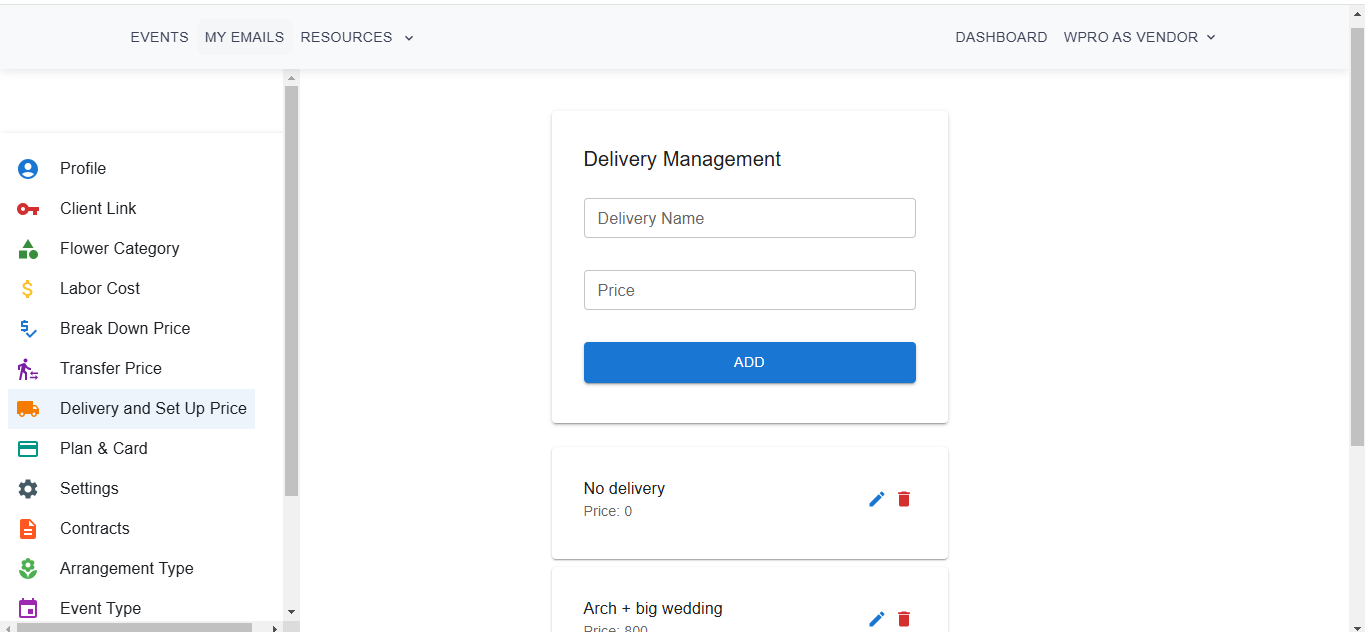 EVENTS MY EMAILS RESOURCES DASHBOARD WPRO AS VENDOR
Profile
Client Link
Flower Category
Labor Cost
Break Down Price
Transfer Price
Delivery and Set Up Price
Plan & Card
Settings
Contracts
Arrangement Type
Event Type
Delivery Management
Delivery Name
Price
ADD
No delivery
Price: 0
Arch + big wedding
Price: 800